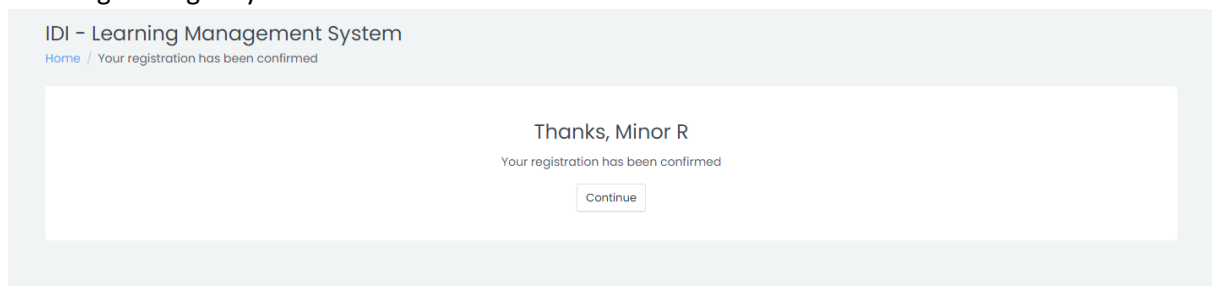 IDI - Learning Management System
Home / Your registration has been confirmed
Thanks, Minor R
Your registration has been confirmed
Continue